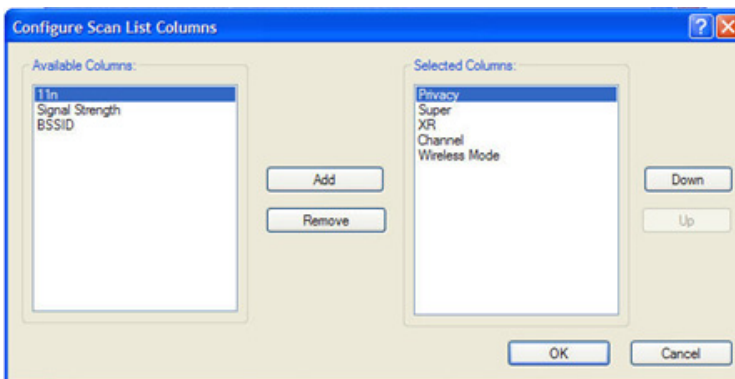 Configure Scan List Columns
Available Columns:
11n
Signal Strength
BSSID
Add
Remove
Selected Columns:
Privacy
Super
XR
Channel
Wireless Mode
Down
Up
OK
Cancel